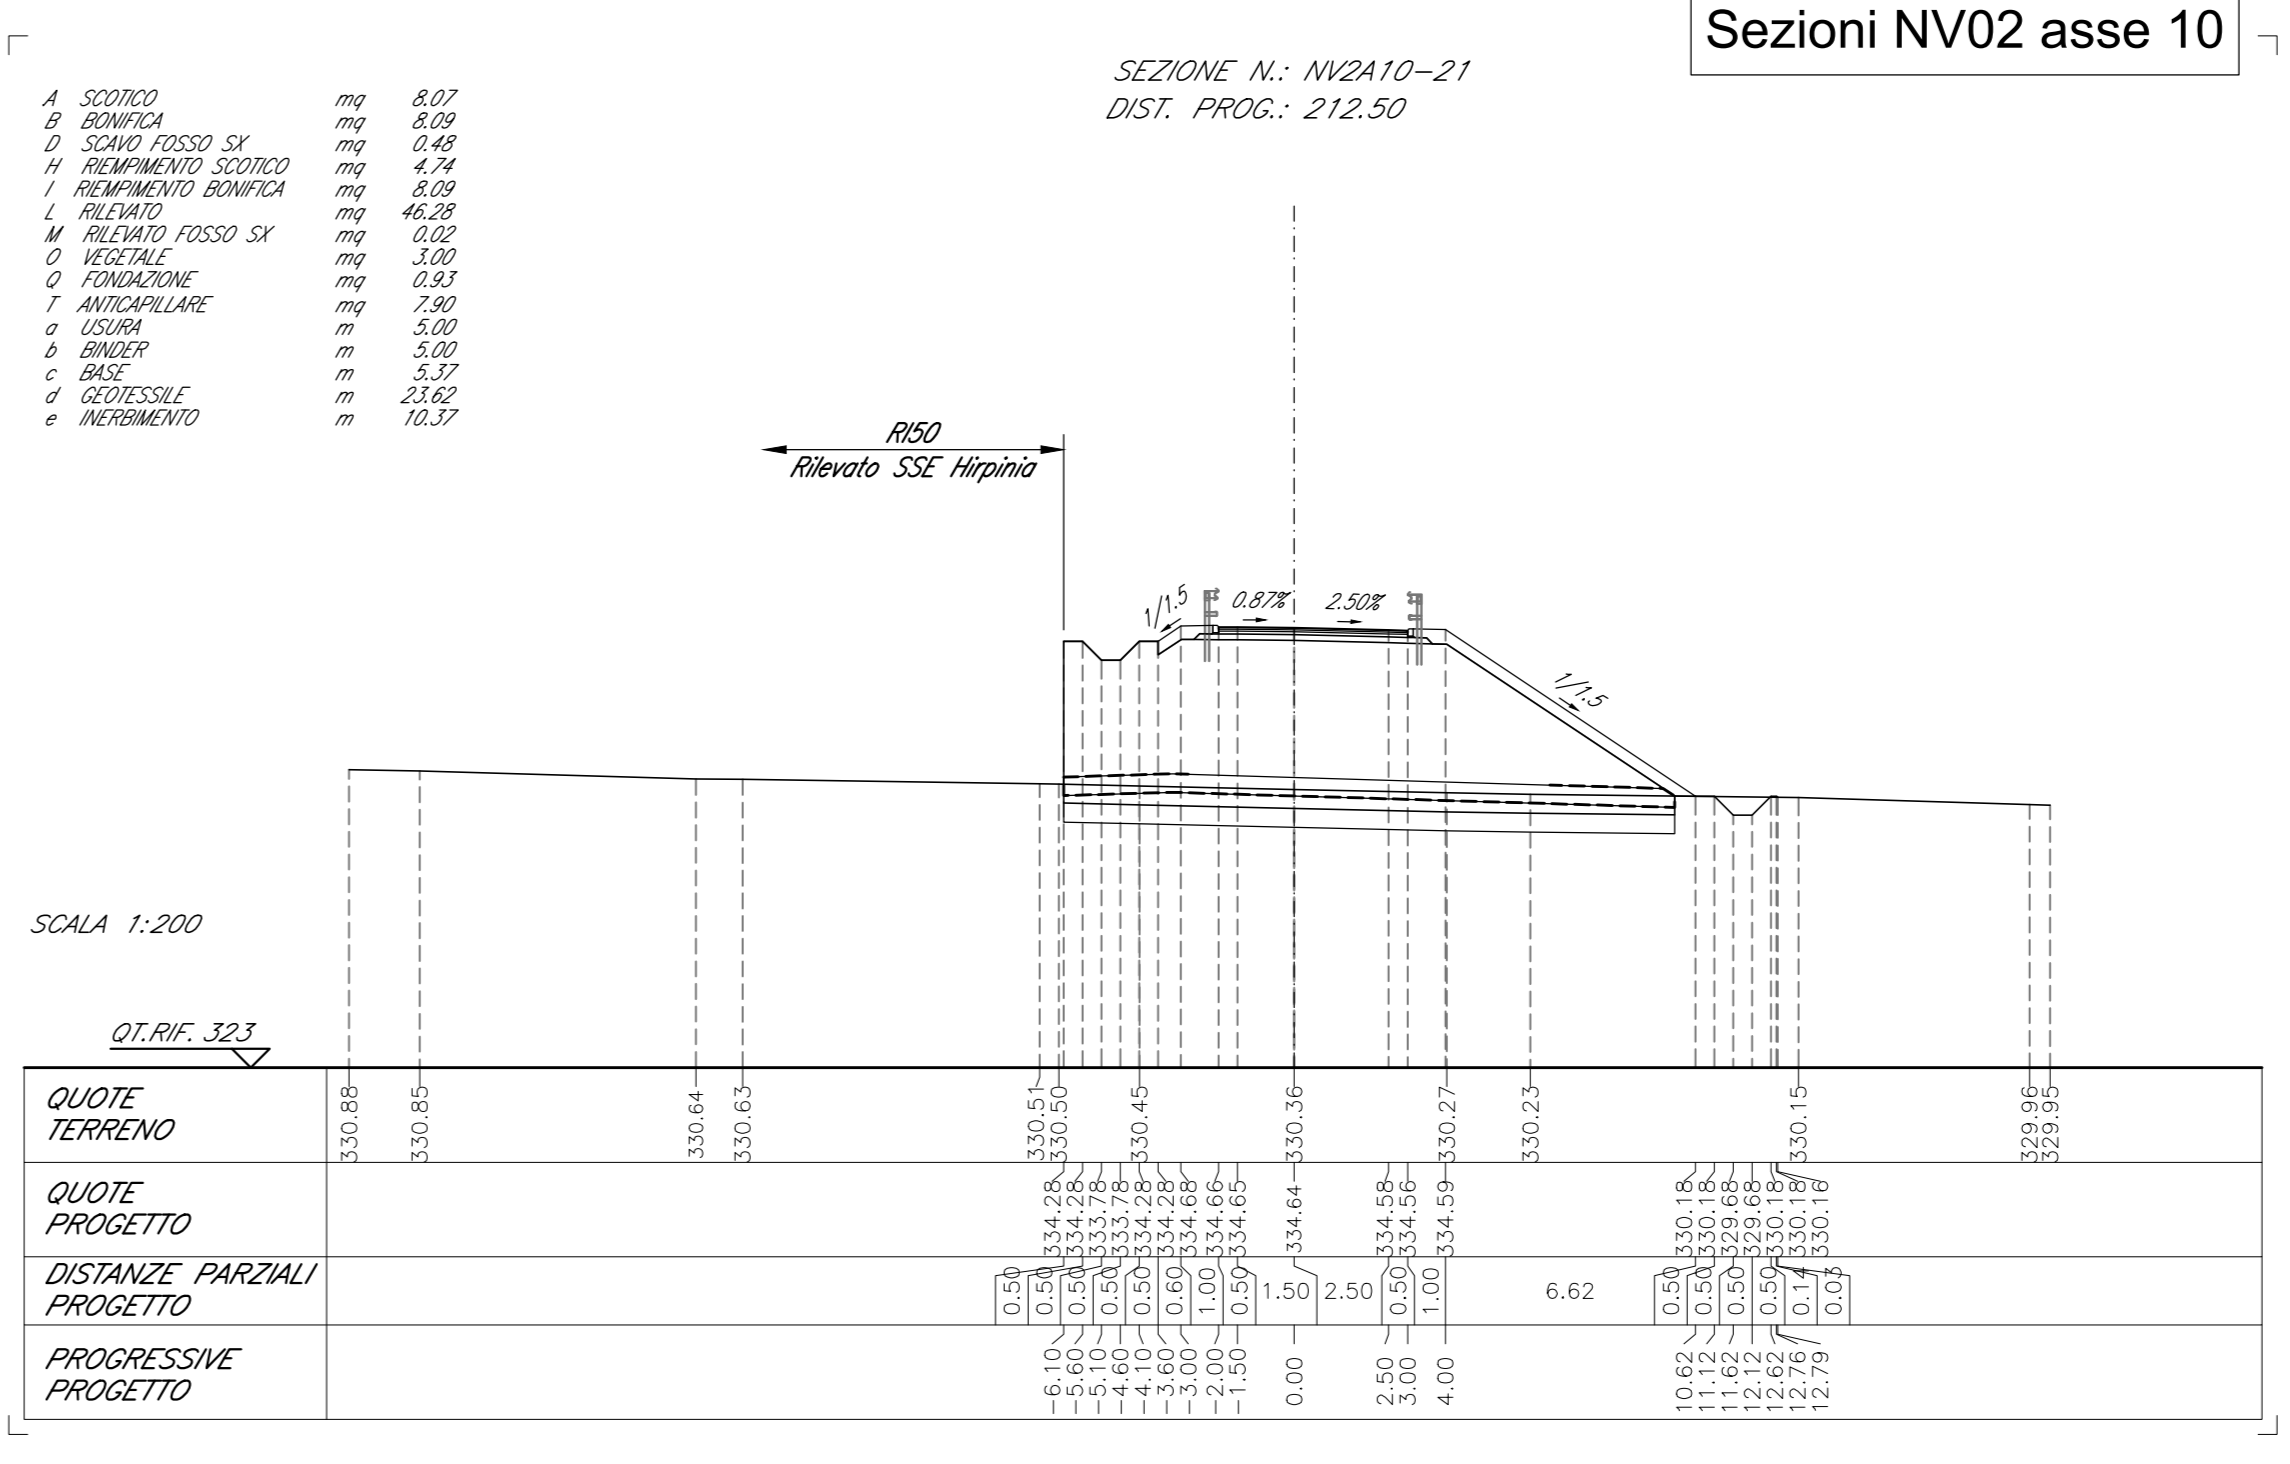 Sezioni NV02 asse 10
SEZIONE N.: NV2A10-21
DIST. PROG.: 212.50
A SCOTICO mq 8.07
B BONIFICA mq 8.09
D SCAVO FOSSO SX mq 0.48
H RIEMPIMENTO SCOTICO mq 4.74
I RIEMPIMENTO BONIFICA mq 8.09
L RILEVATO mq 46.28
M RILEVATO FOSSO SX mq 0.02
O VEGETALE mq 3.00
Q FONDAZIONE mq 0.93
T ANTICAPILLARE mq 7.90
a USURA m 5.00
b BINDER m 5.00
c BASE m 5.37
d GEOTESSILE m 23.62
e INERBIMENTO m 10.37
RI50
Rilevato SSE Hirpinia
1/1.5
0.87%
2.50%
1/1.5
SCALA 1:200
QT.RIF. 323
QUOTE
TERRENO
330.88 330.85 330.64 330.63 330.51 330.50 330.45 330.36 330.27 330.23 330.15 329.96 329.95
QUOTE
PROGETTO
334.28 334.28 333.78 333.78 334.28 334.28 334.68 334.66 334.65 334.64 334.58 334.56 334.59 330.18 330.18 329.68 329.68 330.18 330.18 330.16
DISTANZE PARZIALI
PROGETTO
0.50 0.50 0.50 0.50 0.50 0.60 1.00 0.50 1.50 2.50 0.50 1.00 6.62 0.50 0.50 0.50 0.50 0.14 0.03
PROGRESSIVE
PROGETTO
-6.10 -5.60 -5.10 -4.60 -4.10 -3.60 -3.00 -2.00 -1.50 0.00 2.50 3.00 4.00 10.62 11.12 11.62 12.12 12.62 12.76 12.79